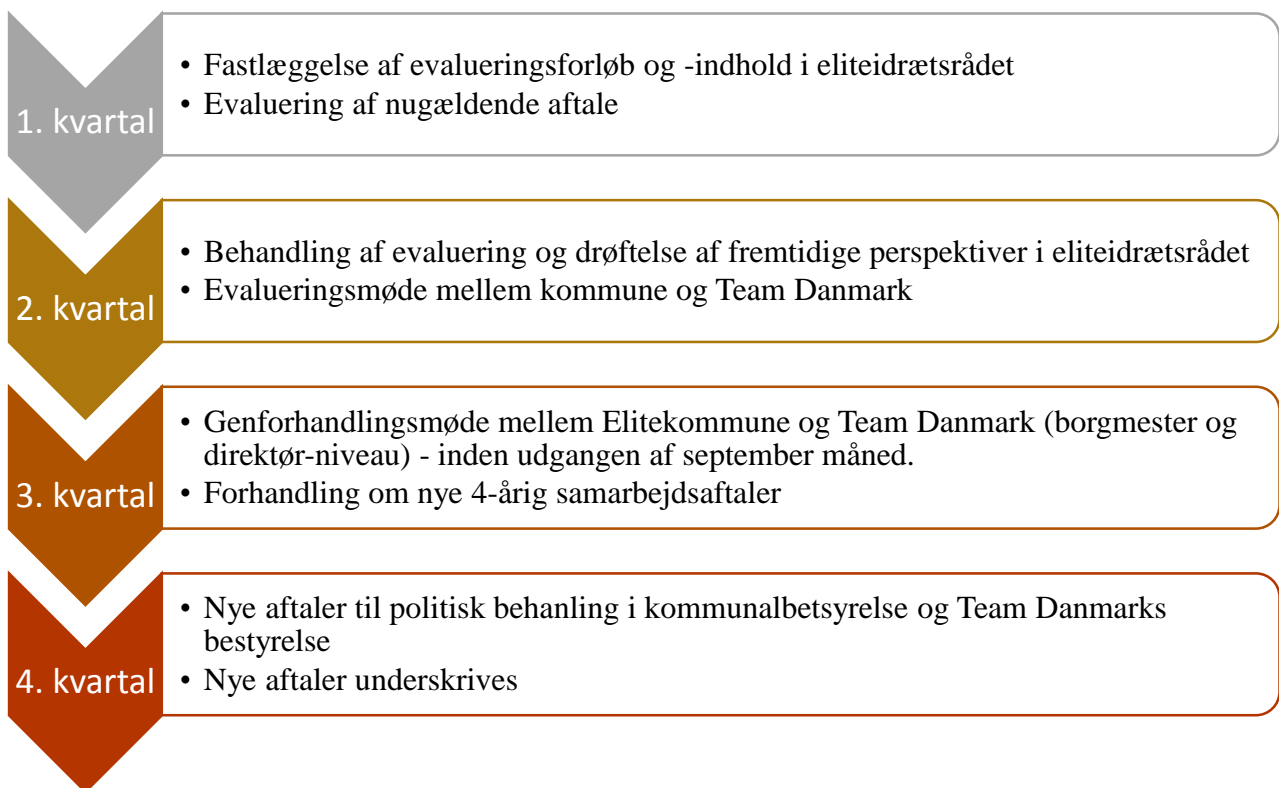 1. kvartal
• Fastlæggelse af evalueringsforløb og -indhold i eliteidrætsrådet
• Evaluering af nugældende aftale
2. kvartal
• Behandling af evaluering og drøftelse af fremtidige perspektiver i eliteidrætsrådet
• Evalueringsmøde mellem kommune og Team Danmark
3. kvartal
• Genforhandlingsmøde mellem Elitekommune og Team Danmark (borgmester og
direktør-niveau) - inden udgangen af september måned.
• Forhandling om nye 4-årig samarbejdsaftaler
4. kvartal
• Nye aftaler til politisk behanling i kommunalbetsyrelse og Team Danmarks
bestyrelse
• Nye aftaler underskrives